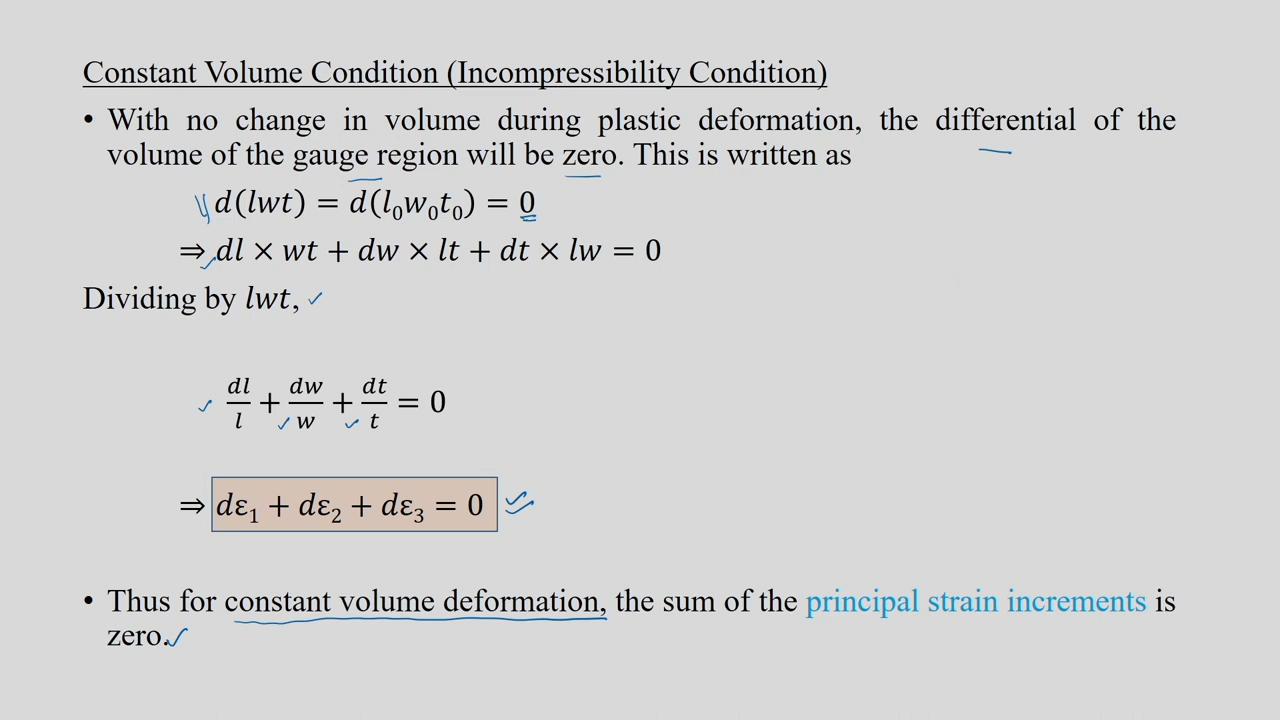 Constant Volume Condition (Incompressibility Condition)
• With no change in volume during plastic deformation, the differential of the
volume of the gauge region will be zero. This is written as
d(lwt) = d(l₀w₀t₀) = 0
⇒ dl × wt + dw × lt + dt × lw = 0
Dividing by lwt,
dl/l + dw/w + dt/t = 0
⇒ dε₁ + dε₂ + dε₃ = 0
• Thus for constant volume deformation, the sum of the principal strain increments is
zero.